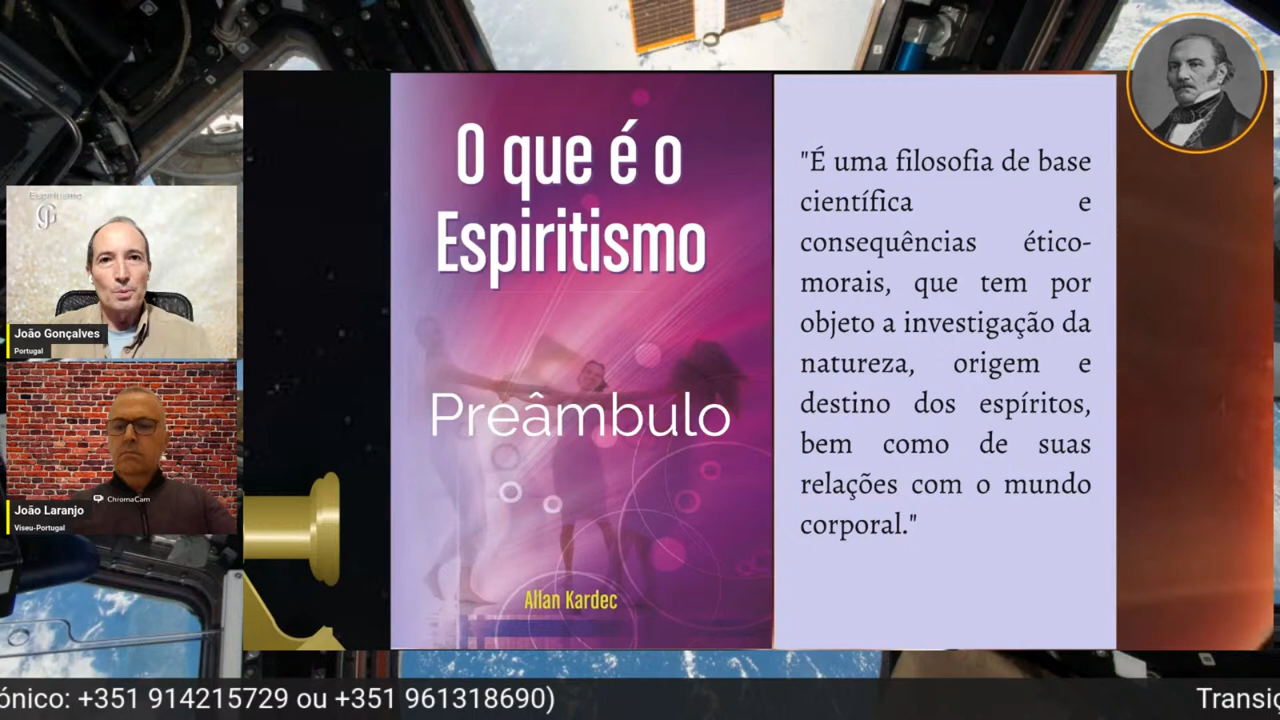 Espiritismo
João Gonçalves
Portugal
ChromaCam
João Laranjo
Viseu-Portugal
O que é o
Espiritismo
Preâmbulo
Allan Kardec
"É uma filosofia de base
científica e
consequências ético-
morais, que tem por
objeto a investigação da
natureza, origem e
destino dos espíritos,
bem como de suas
relações com o mundo
corporal."
ónico: +351 914215729 ou +351 961318690)
Transiç